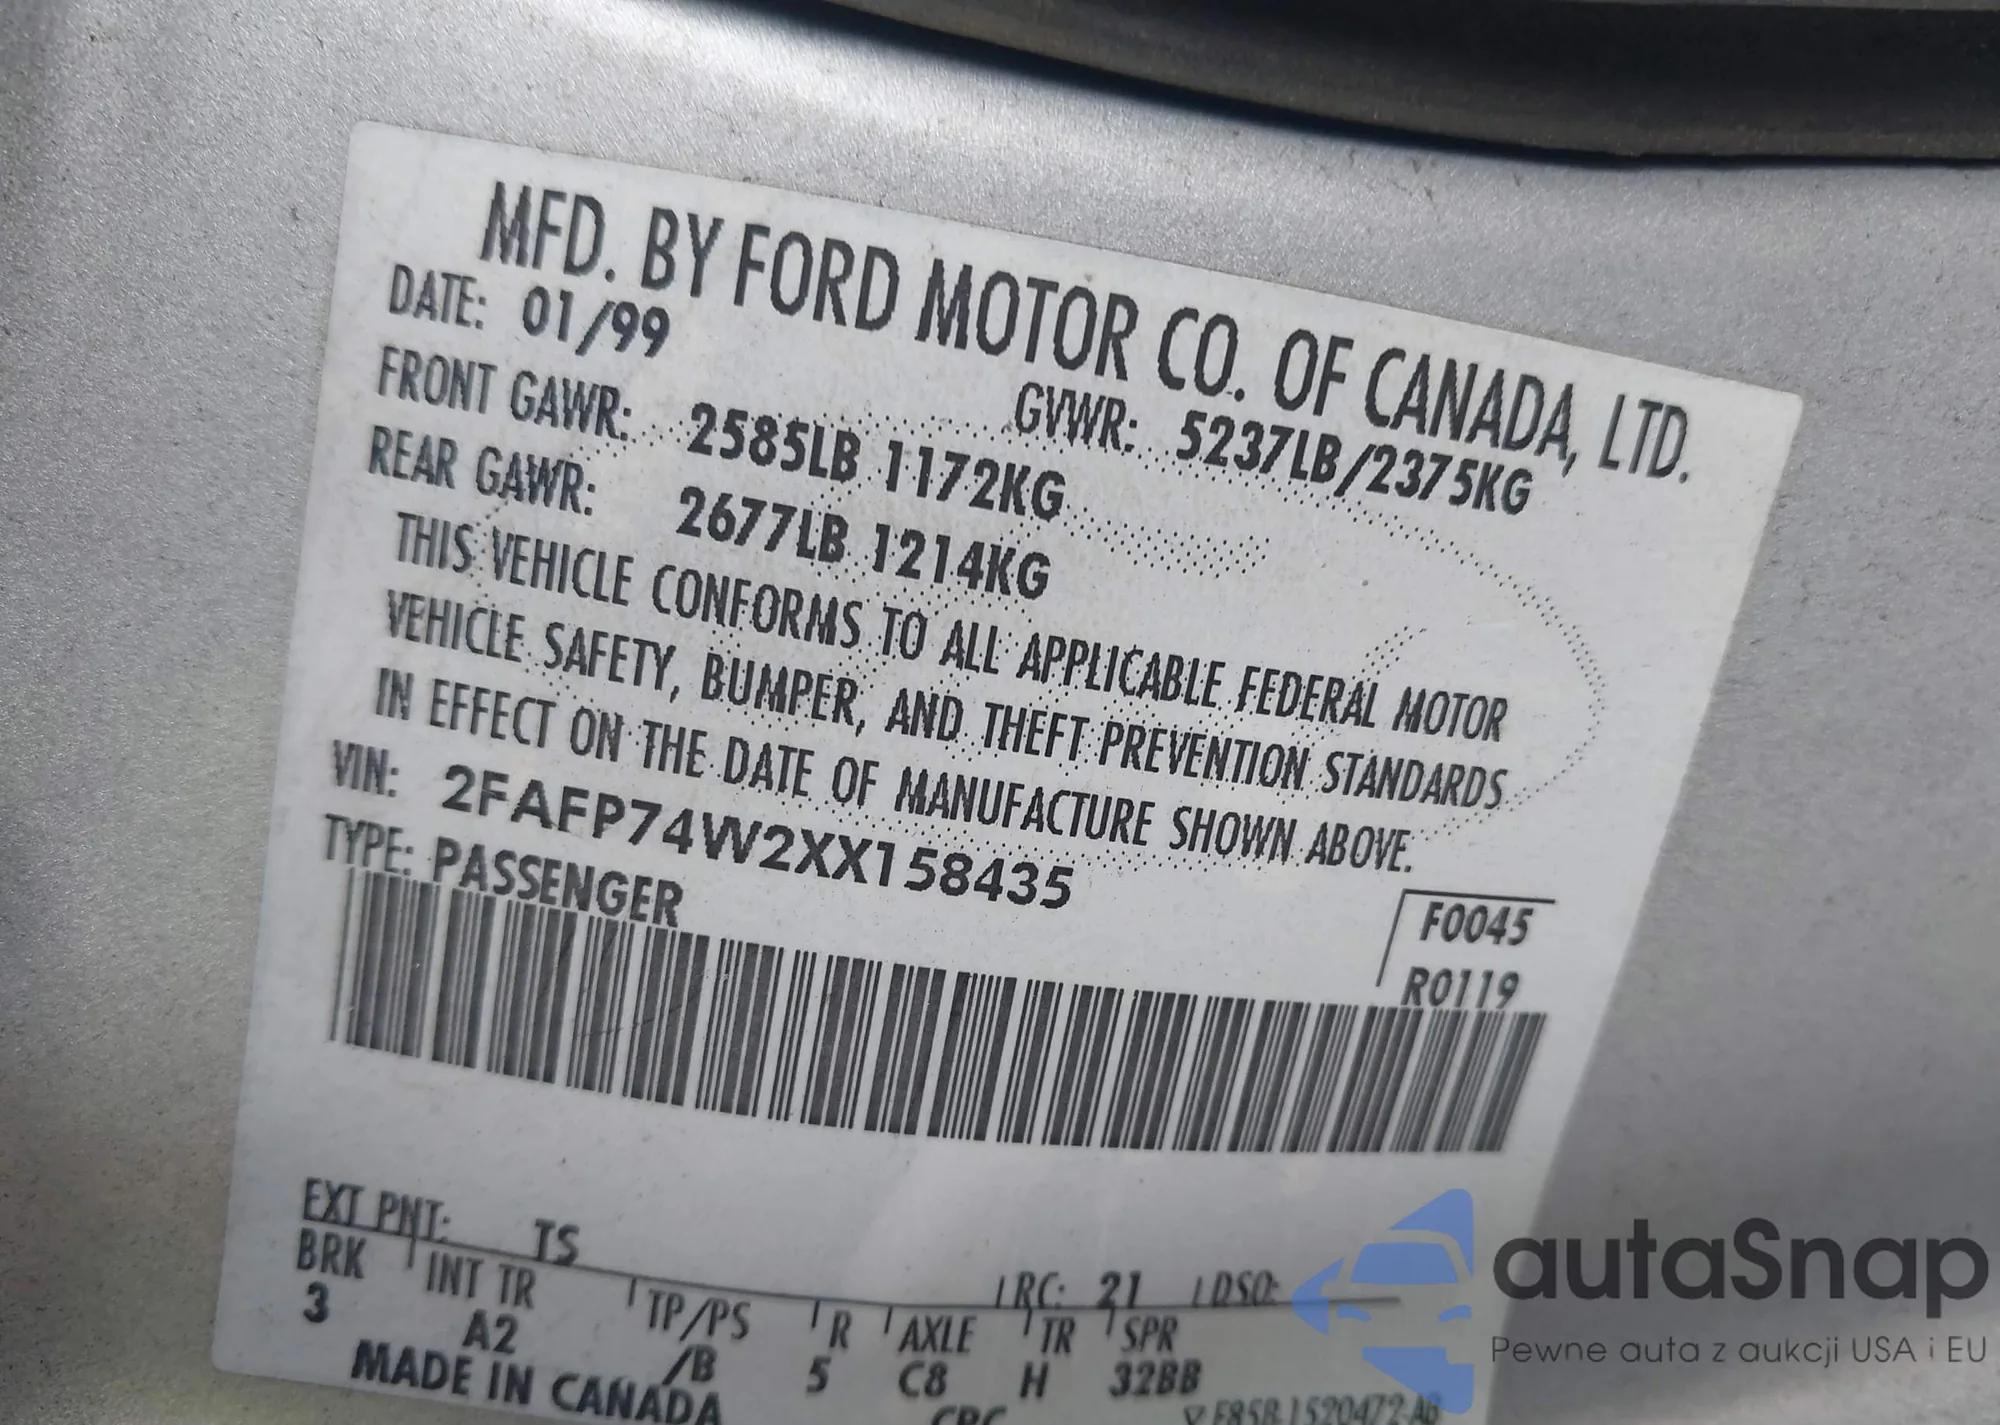 MFD. BY FORD MOTOR CO. OF CANADA, LTD.
DATE: 01/99
GVWR: 5237LB/2375KG
FRONT GAWR: 2585LB 1172KG
REAR GAWR: 2677LB 1214KG
THIS VEHICLE CONFORMS TO ALL APPLICABLE FEDERAL MOTOR
VEHICLE SAFETY, BUMPER, AND THEFT PREVENTION STANDARDS
IN EFFECT ON THE DATE OF MANUFACTURE SHOWN ABOVE.
VIN: 2FAFP74W2XX158435
TYPE: PASSENGER
F0045
R0119
EXT PNT: TS
RC: 21 DSO:
BRK INT TR TP/PS R AXLE TR SPR
3 A2 /B 5 C8 H 32BB
MADE IN CANADA
autaSnap
Pewne auta z aukcji USA i EU